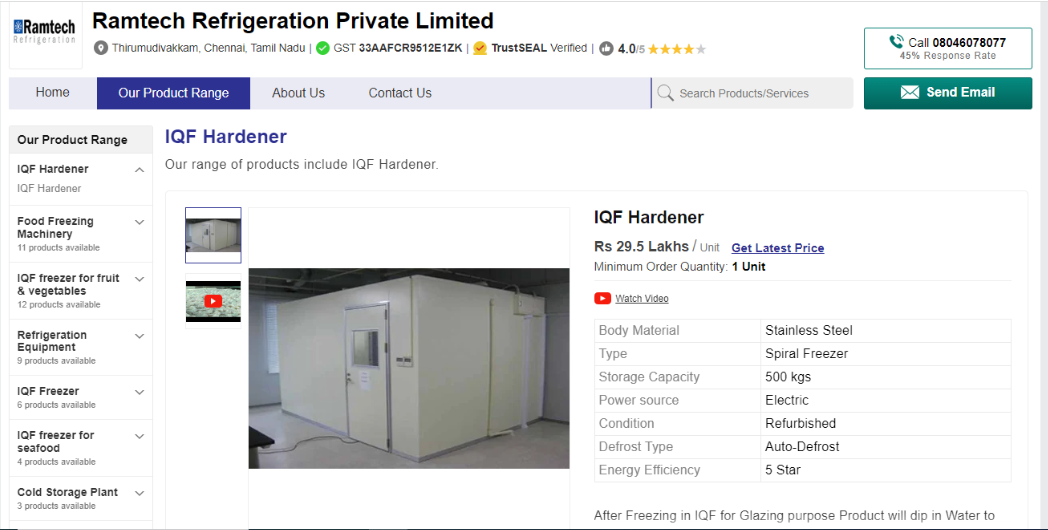 Ramtech
Refrigeration
Ramtech Refrigeration Private Limited
Thirumudivakkam, Chennai, Tamil Nadu | GST 33AAFCR9512E1ZK | TrustSEAL Verified | 4.0/5
Call 08046078077
45% Response Rate
Home
Our Product Range
About Us
Contact Us
Search Products/Services
Send Email
Our Product Range
IQF Hardener
IQF Hardener
Food Freezing
Machinery
11 products available
IQF freezer for fruit
& vegetables
12 products available
Refrigeration
Equipment
9 products available
IQF Freezer
6 products available
IQF freezer for
seafood
4 products available
Cold Storage Plant
3 products available
IQF Hardener
Our range of products include IQF Hardener.
IQF Hardener
Rs 29.5 Lakhs / Unit Get Latest Price
Minimum Order Quantity: 1 Unit
Watch Video
Body Material Stainless Steel
Type Spiral Freezer
Storage Capacity 500 kgs
Power source Electric
Condition Refurbished
Defrost Type Auto-Defrost
Energy Efficiency 5 Star
After Freezing in IQF for Glazing purpose Product will dip in Water to